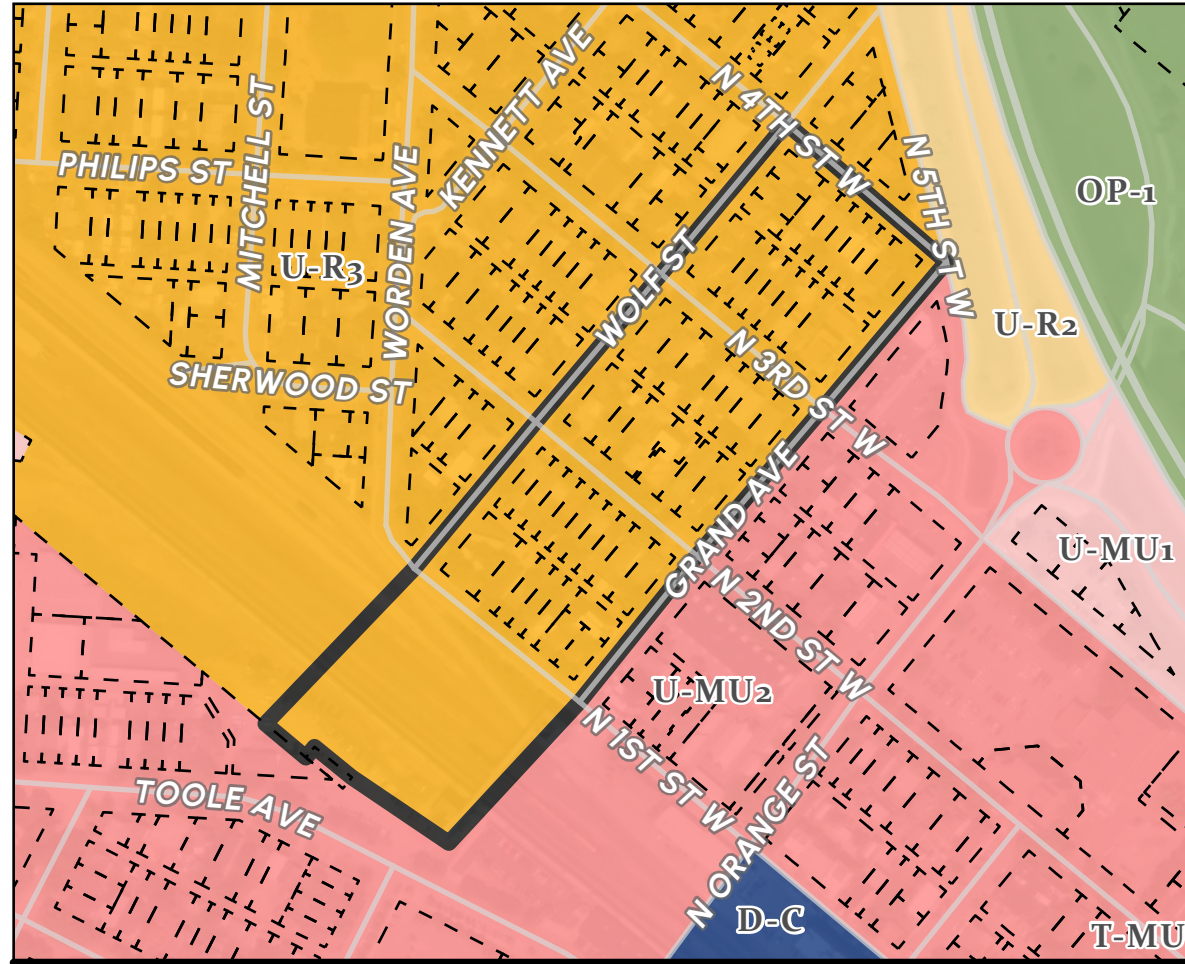 N 4TH ST W
KENNETT AVE
MITCHELL ST
PHILIPS ST
WORDEN AVE
N 5TH ST W
OP-1
U-R3
WOLF ST
U-R2
N 3RD ST W
SHERWOOD ST
GRAND AVE
U-MU1
N 2ND ST W
U-MU2
N 1ST ST W
TOOLE AVE
N ORANGE ST
D-C
T-MU